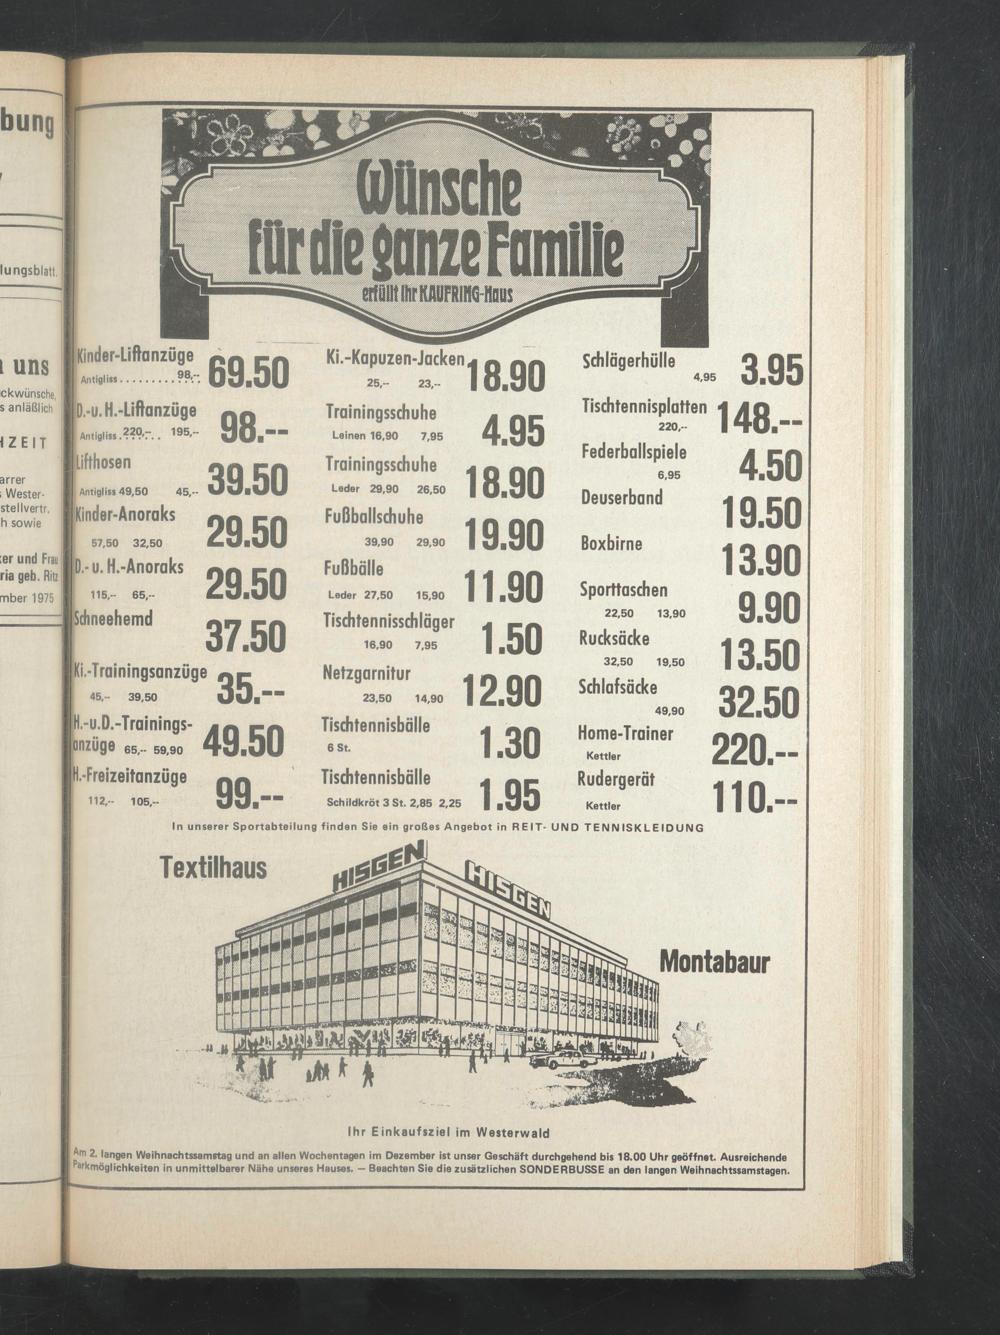 bung
lungsblatt.
uns
ckwünsche,
s anläßlich
HZEIT
arrer
s Wester-
stellvertr.
h sowie
ker und Frau
ria geb. Ritz
mber 1975
Wünsche
für die ganze Familie
erfüllt Ihr KAUFRING-Haus
Kinder-Liftanzüge
Antigliss............ 98,-- 69.50
D.-u. H.-Liftanzüge
Antigliss.220,-... 195,-- 98.--
Lifthosen
Antigliss 49,50 45,-- 39.50
Kinder-Anoraks
57,50 32,50 29.50
D.- u. H.-Anoraks
115,-- 65,-- 29.50
Schneehemd
37.50
Ki.-Trainingsanzüge
45,- 39,50 35.--
H.-u.D.-Trainings-
anzüge 65,-- 59,90 49.50
H.-Freizeitanzüge
112,-- 105,-- 99.--
Ki.-Kapuzen-Jacken
25,-- 23,-- 18.90
Trainingsschuhe
Leinen 16,90 7,95 4.95
Trainingsschuhe
Leder 29,90 26,50 18.90
Fußballschuhe
39,90 29,90 19.90
Fußbälle
Leder 27,50 15,90 11.90
Tischtennisschläger
16,90 7,95 1.50
Netzgarnitur
23,50 14,90 12.90
Tischtennisbälle
6 St. 1.30
Tischtennisbälle
Schildkröt 3 St. 2,85 2,25 1.95
Schlägerhülle
4,95 3.95
Tischtennisplatten
220,-- 148.--
Federballspiele
6,95 4.50
Deuserband
19.50
Boxbirne
13.90
Sporttaschen
22,50 13,90 9.90
Rucksäcke
32,50 19,50 13.50
Schlafsäcke
49,90 32.50
Home-Trainer
Kettler 220.--
Rudergerät
Kettler 110.--
In unserer Sportabteilung finden Sie ein großes Angebot in REIT- UND TENNISKLEIDUNG
Textilhaus
HISGEN
HISGEN
Montabaur
Ihr Einkaufsziel im Westerwald
Am 2. langen Weihnachtssamstag und an allen Wochentagen im Dezember ist unser Geschäft durchgehend bis 18.00 Uhr geöffnet. Ausreichende
Parkmöglichkeiten in unmittelbarer Nähe unseres Hauses. — Beachten Sie die zusätzlichen SONDERBUSSE an den langen Weihnachtssamstagen.